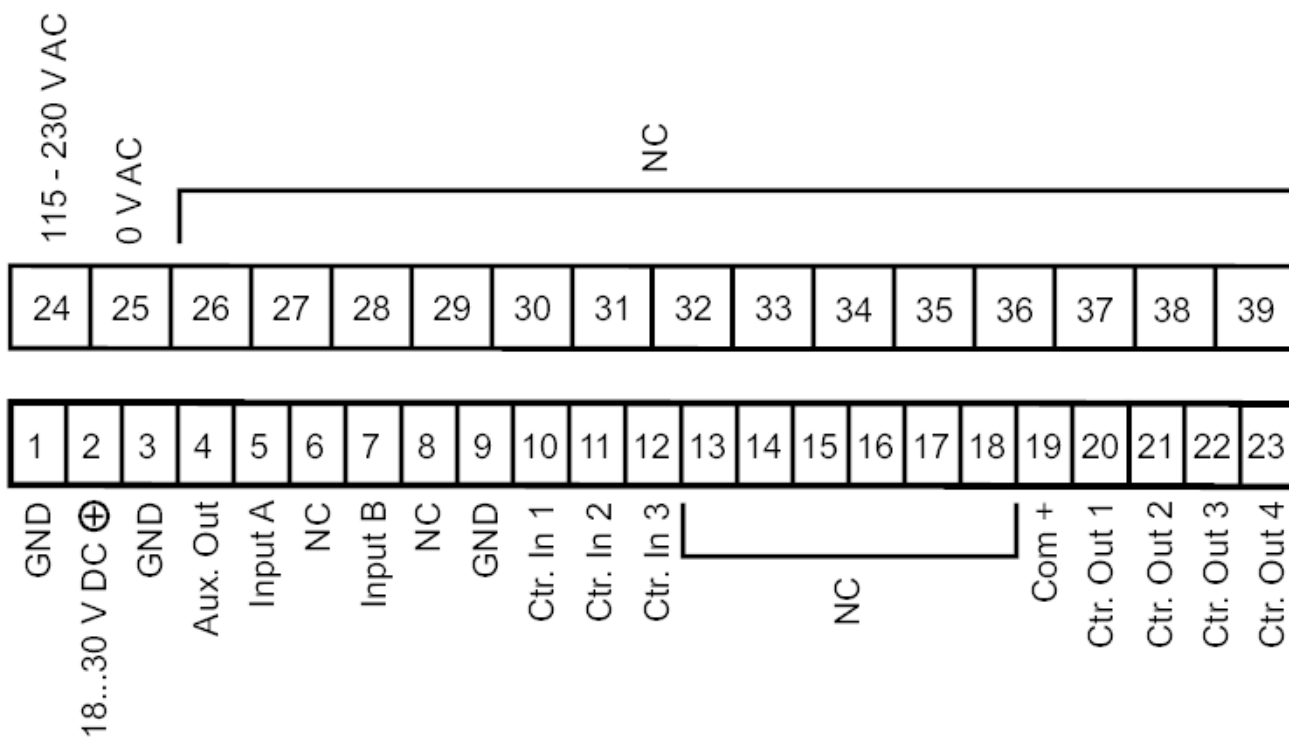 115 - 230 V AC
0 V AC
NC
24 25 26 27 28 29 30 31 32 33 34 35 36 37 38 39
1 2 3 4 5 6 7 8 9 10 11 12 13 14 15 16 17 18 19 20 21 22 23
GND
18...30 V DC ⊕
GND
Aux. Out
Input A
NC
Input B
NC
GND
Ctr. In 1
Ctr. In 2
Ctr. In 3
NC
Com +
Ctr. Out 1
Ctr. Out 2
Ctr. Out 3
Ctr. Out 4